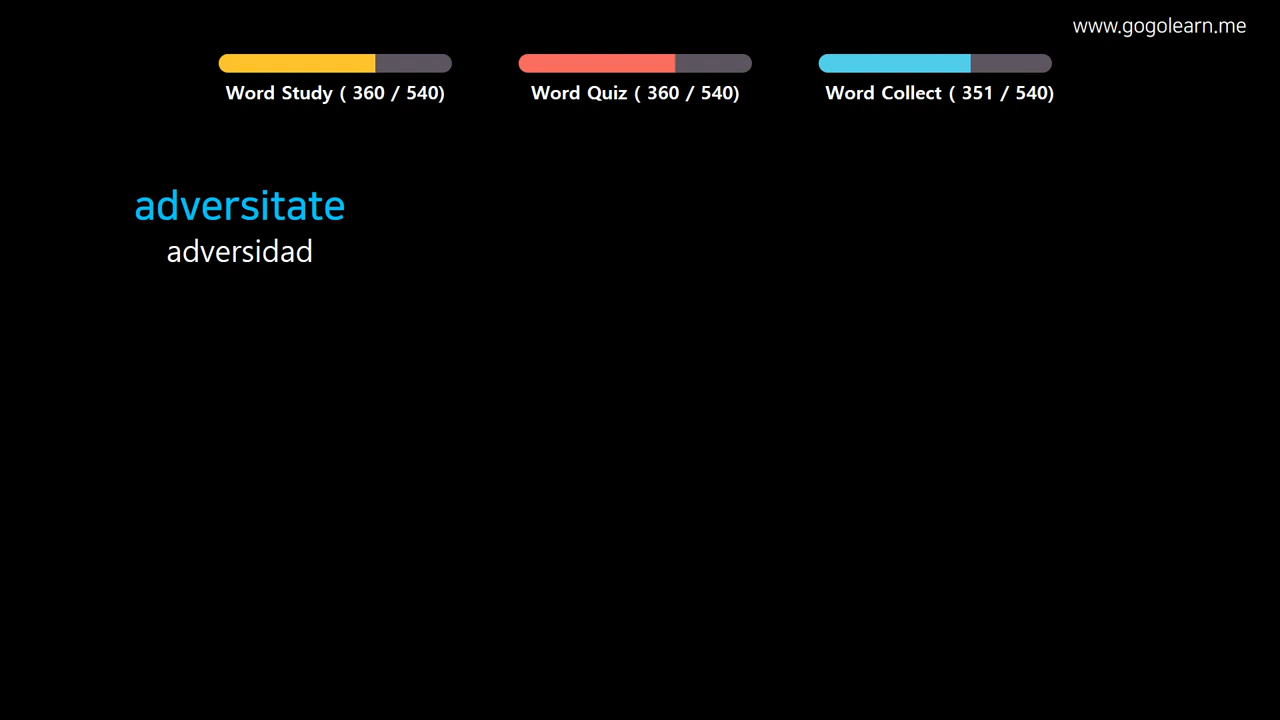 www.gogolearn.me
Word Study ( 360 / 540)
Word Quiz ( 360 / 540)
Word Collect ( 351 / 540)
adversitate
adversidad